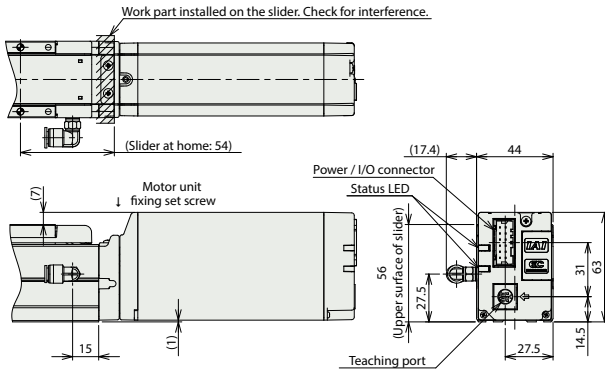 Work part installed on the slider. Check for interference.
(Slider at home: 54)
(17.4)
44
Power / I/O connector
Status LED
(7)
Motor unit
fixing set screw
↓
56
(Upper surface of slider)
27.5
IAI
EC
31
63
14.5
15
(1)
27.5
Teaching port